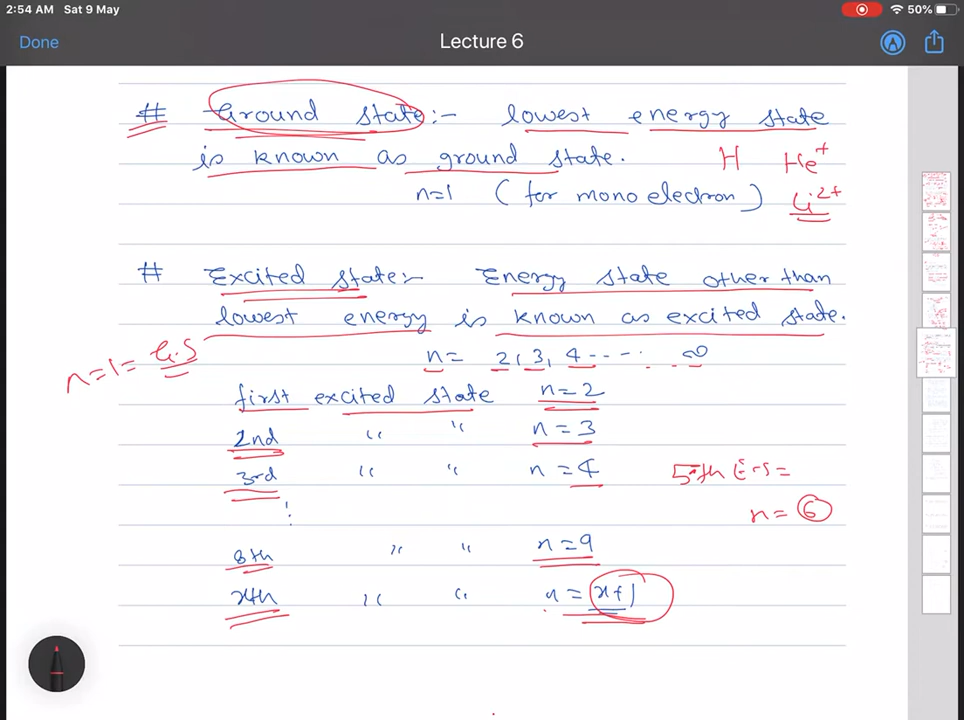 2:54 AM Sat 9 May 50%
Done Lecture 6
# Ground state:- lowest energy state
is known as ground state. H He+
n=1 (for mono electron) Li2+
# Excited state:- Energy state other than
lowest energy is known as excited state.
n=1= G.S n= 2, 3, 4 ------ ∞
first excited state n=2
2nd " " n = 3
3rd " " n = 4 5th E.S =
n = 6
8th " " n = 9
xth " " n = x+1